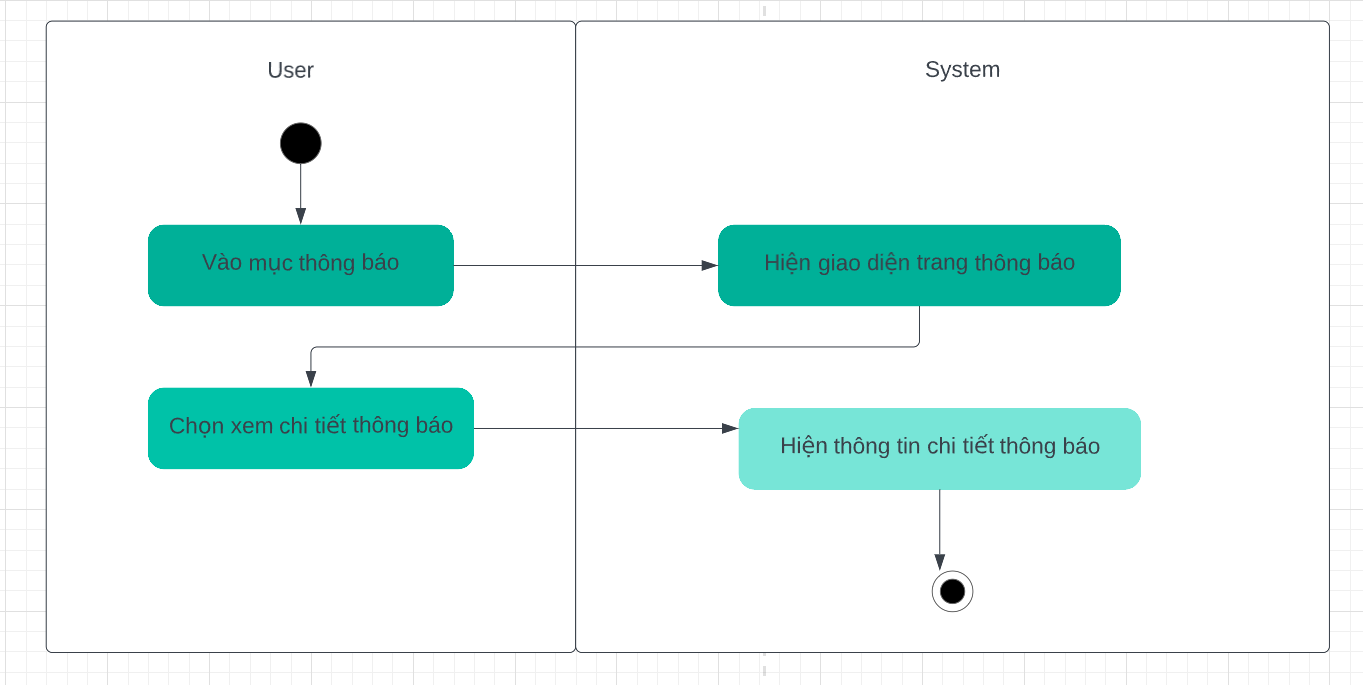 User
System
Vào mục thông báo
Hiện giao diện trang thông báo
Chọn xem chi tiết thông báo
Hiện thông tin chi tiết thông báo